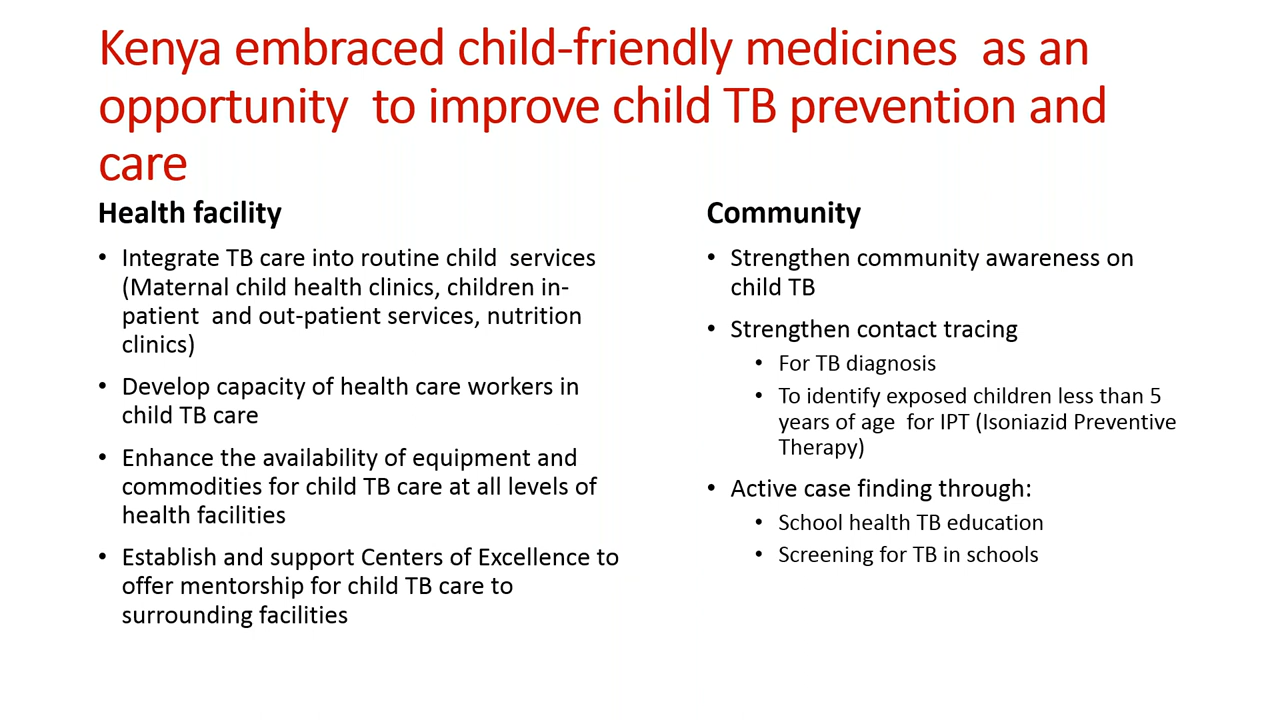 Kenya embraced child-friendly medicines as an
opportunity to improve child TB prevention and
care
Health facility
• Integrate TB care into routine child services
(Maternal child health clinics, children in-
patient and out-patient services, nutrition
clinics)
• Develop capacity of health care workers in
child TB care
• Enhance the availability of equipment and
commodities for child TB care at all levels of
health facilities
• Establish and support Centers of Excellence to
offer mentorship for child TB care to
surrounding facilities
Community
• Strengthen community awareness on
child TB
• Strengthen contact tracing
• For TB diagnosis
• To identify exposed children less than 5
years of age for IPT (Isoniazid Preventive
Therapy)
• Active case finding through:
• School health TB education
• Screening for TB in schools